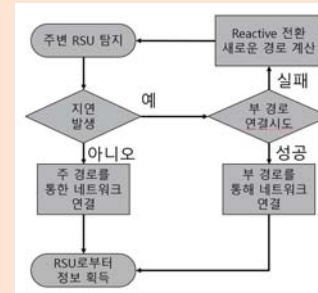 주변 RSU 탐지
Reactive 전환
새로운 경로 계산
지연
발생
예
부 경로
연결시도
실패
아니오
성공
주 경로를
통한 네트워크
연결
부 경로를
통해 네트워크
연결
RSU로부터
정보 획득